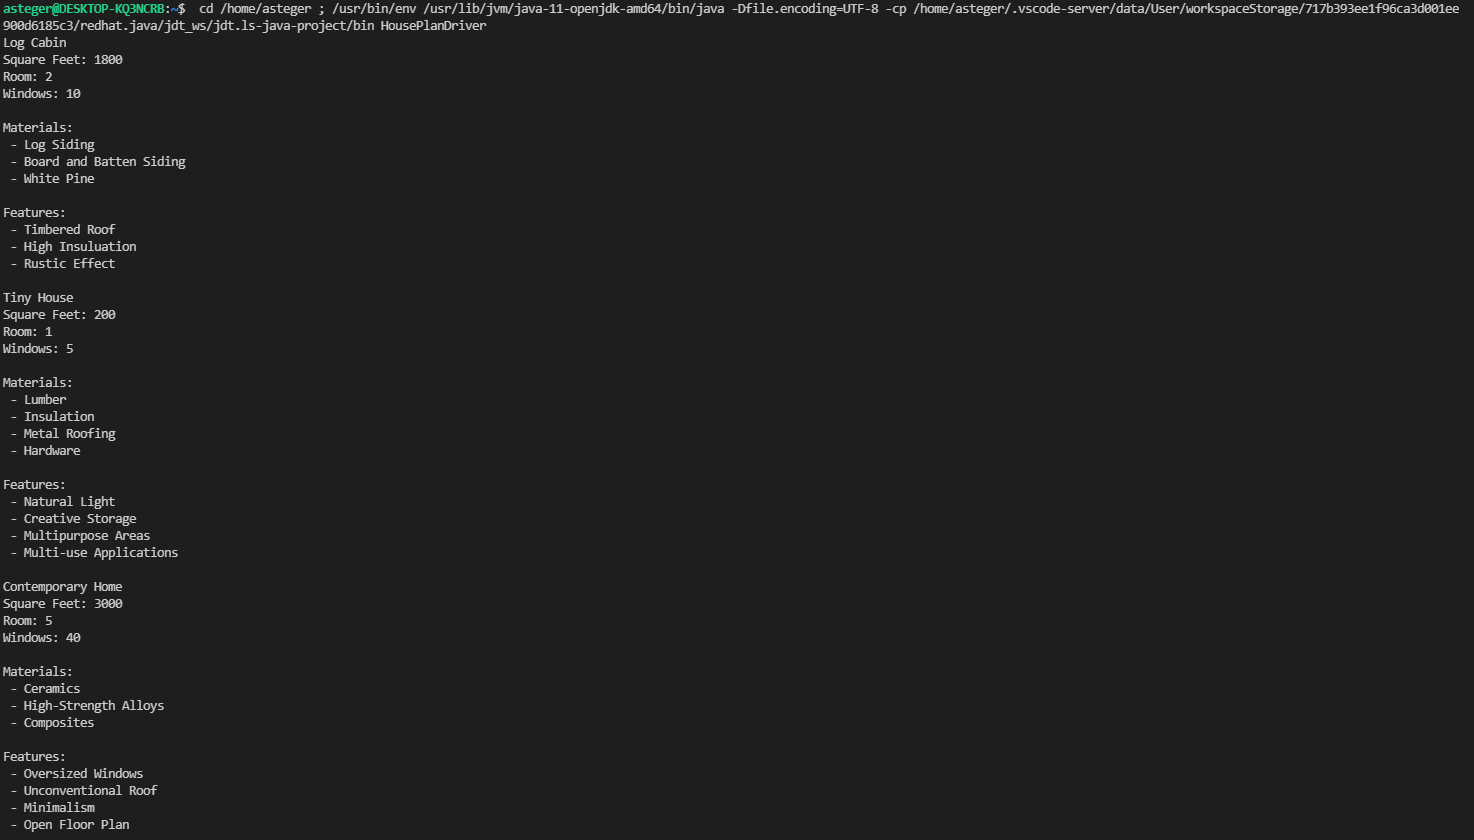 asteger@DESKTOP-KQ3NCRB:~$  cd /home/asteger ; /usr/bin/env /usr/lib/jvm/java-11-openjdk-amd64/bin/java -Dfile.encoding=UTF-8 -cp /home/asteger/.vscode-server/data/User/workspaceStorage/717b393ee1f96ca3d001ee
900d6185c3/redhat.java/jdt_ws/jdt.ls-java-project/bin HousePlanDriver
Log Cabin
Square Feet: 1800
Room: 2
Windows: 10

Materials:
 - Log Siding
 - Board and Batten Siding
 - White Pine

Features:
 - Timbered Roof
 - High Insuluation
 - Rustic Effect

Tiny House
Square Feet: 200
Room: 1
Windows: 5

Materials:
 - Lumber
 - Insulation
 - Metal Roofing
 - Hardware

Features:
 - Natural Light
 - Creative Storage
 - Multipurpose Areas
 - Multi-use Applications

Contemporary Home
Square Feet: 3000
Room: 5
Windows: 40

Materials:
 - Ceramics
 - High-Strength Alloys
 - Composites

Features:
 - Oversized Windows
 - Unconventional Roof
 - Minimalism
 - Open Floor Plan